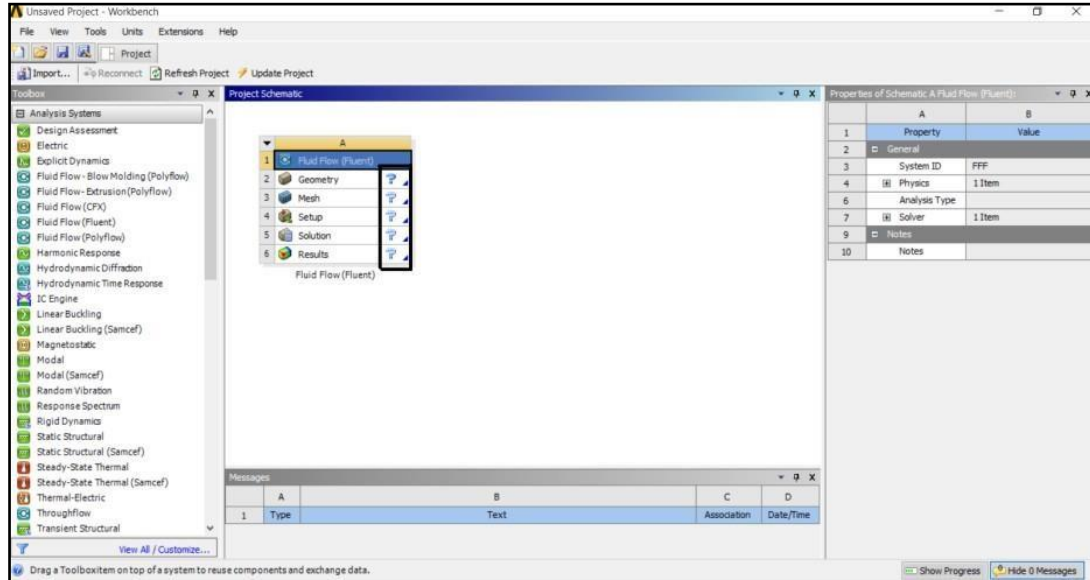 Unsaved Project - Workbench
File View Tools Units Extensions Help
Project
Import... Reconnect Refresh Project Update Project
Toolbox
Analysis Systems
Design Assessment
Electric
Explicit Dynamics
Fluid Flow - Blow Molding (Polyflow)
Fluid Flow- Extrusion (Polyflow)
Fluid Flow (CFX)
Fluid Flow (Fluent)
Fluid Flow (Polyflow)
Harmonic Response
Hydrodynamic Diffraction
Hydrodynamic Time Response
IC Engine
Linear Buckling
Linear Buckling (Samcef)
Magnetostatic
Modal
Modal (Samcef)
Random Vibration
Response Spectrum
Rigid Dynamics
Static Structural
Static Structural (Samcef)
Steady-State Thermal
Steady-State Thermal (Samcef)
Thermal-Electric
Throughflow
Transient Structural
View All / Customize...
Project Schematic
A
1 Fluid Flow (Fluent)
2 Geometry ?
3 Mesh ?
4 Setup ?
5 Solution ?
6 Results ?
Fluid Flow (Fluent)
Messages
A B C D
1 Type Text Association Date/Time
Properties of Schematic A Fluid Flow (Fluent):
A B
1 Property Value
2 General
3 System ID FFF
4 Physics 1 Item
6 Analysis Type
7 Solver 1 Item
9 Notes
10 Notes
Drag a Toolboxitem on top of a system to reuse components and exchange data.
Show Progress Hide 0 Messages